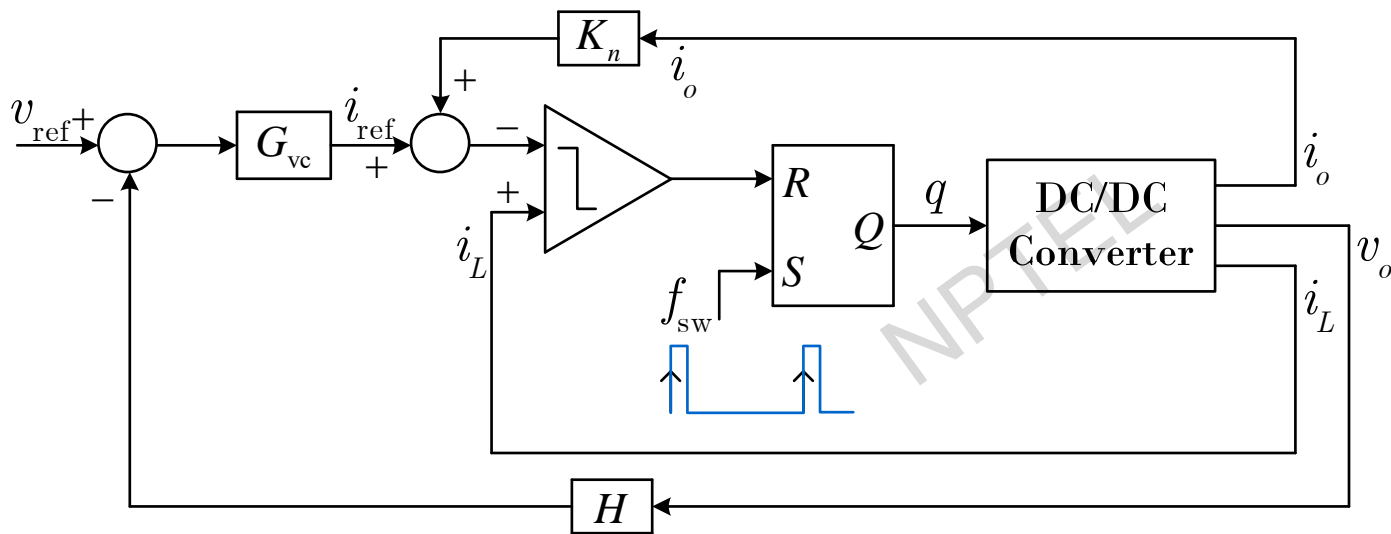 K_n
i_o
v_ref
+
−
G_vc
i_ref
+
+
−
+
i_L
R
S
Q
f_sw
q
DC/DC
Converter
i_o
v_o
i_L
H
NPTEL